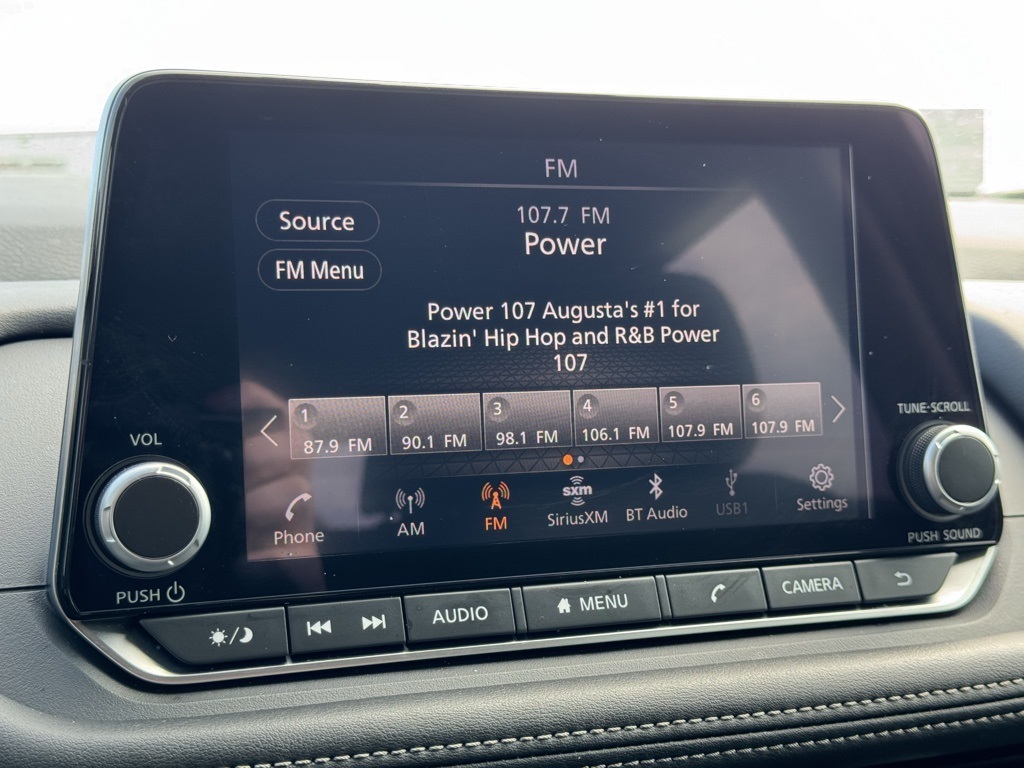 FM
Source
107.7 FM
Power
FM Menu
Power 107 Augusta's #1 for
Blazin' Hip Hop and R&B Power
107
1 2 3 4 5 6
87.9 FM 90.1 FM 98.1 FM 106.1 FM 107.9 FM 107.9 FM
VOL
TUNE·SCROLL
Phone AM FM sxm SiriusXM BT Audio USB1 Settings
PUSH
PUSH SOUND
AUDIO MENU CAMERA